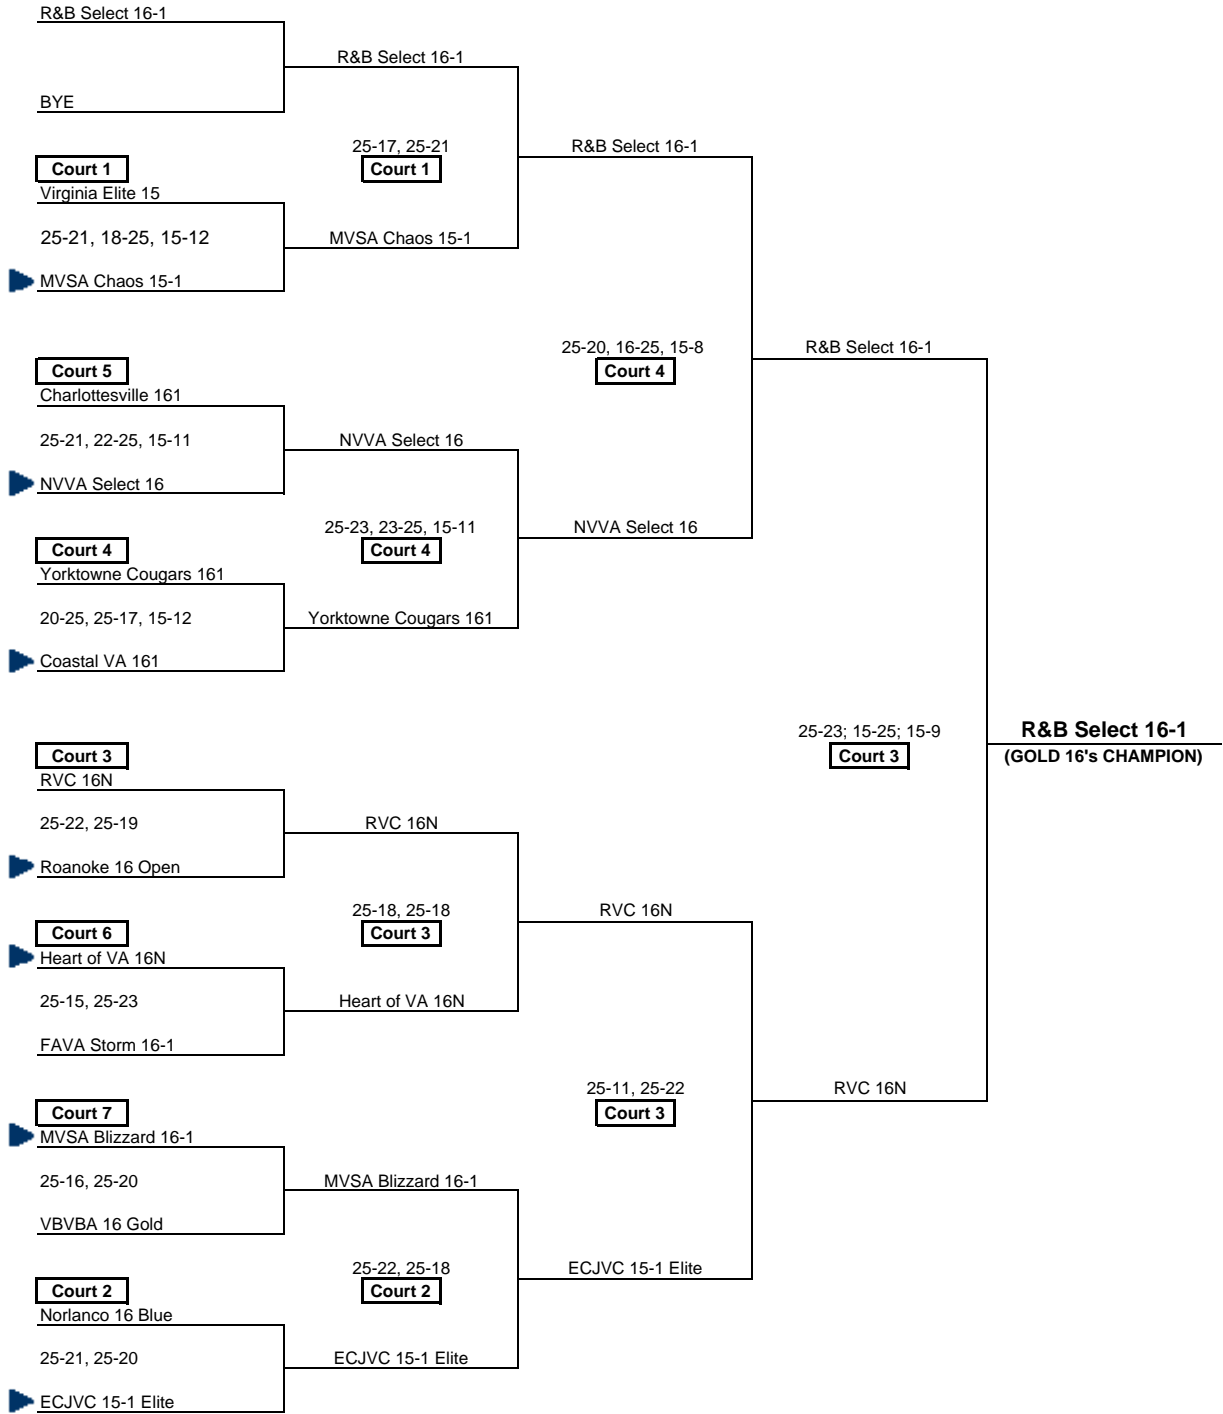 R&B Select 16-1
R&B Select 16-1
BYE
25-17, 25-21
R&B Select 16-1
Court 1
Court 1
Virginia Elite 15
25-21, 18-25, 15-12
MVSA Chaos 15-1
MVSA Chaos 15-1
25-20, 16-25, 15-8
R&B Select 16-1
Court 5
Court 4
Charlottesville 161
25-21, 22-25, 15-11
NVVA Select 16
NVVA Select 16
25-23, 23-25, 15-11
NVVA Select 16
Court 4
Court 4
Yorktowne Cougars 161
20-25, 25-17, 15-12
Yorktowne Cougars 161
Coastal VA 161
25-23; 15-25; 15-9
R&B Select 16-1
Court 3
Court 3
(GOLD 16's CHAMPION)
RVC 16N
25-22, 25-19
RVC 16N
Roanoke 16 Open
25-18, 25-18
RVC 16N
Court 6
Court 3
Heart of VA 16N
25-15, 25-23
Heart of VA 16N
FAVA Storm 16-1
25-11, 25-22
RVC 16N
Court 7
Court 3
MVSA Blizzard 16-1
25-16, 25-20
MVSA Blizzard 16-1
VBVBA 16 Gold
25-22, 25-18
ECJVC 15-1 Elite
Court 2
Court 2
Norlanco 16 Blue
25-21, 25-20
ECJVC 15-1 Elite
ECJVC 15-1 Elite